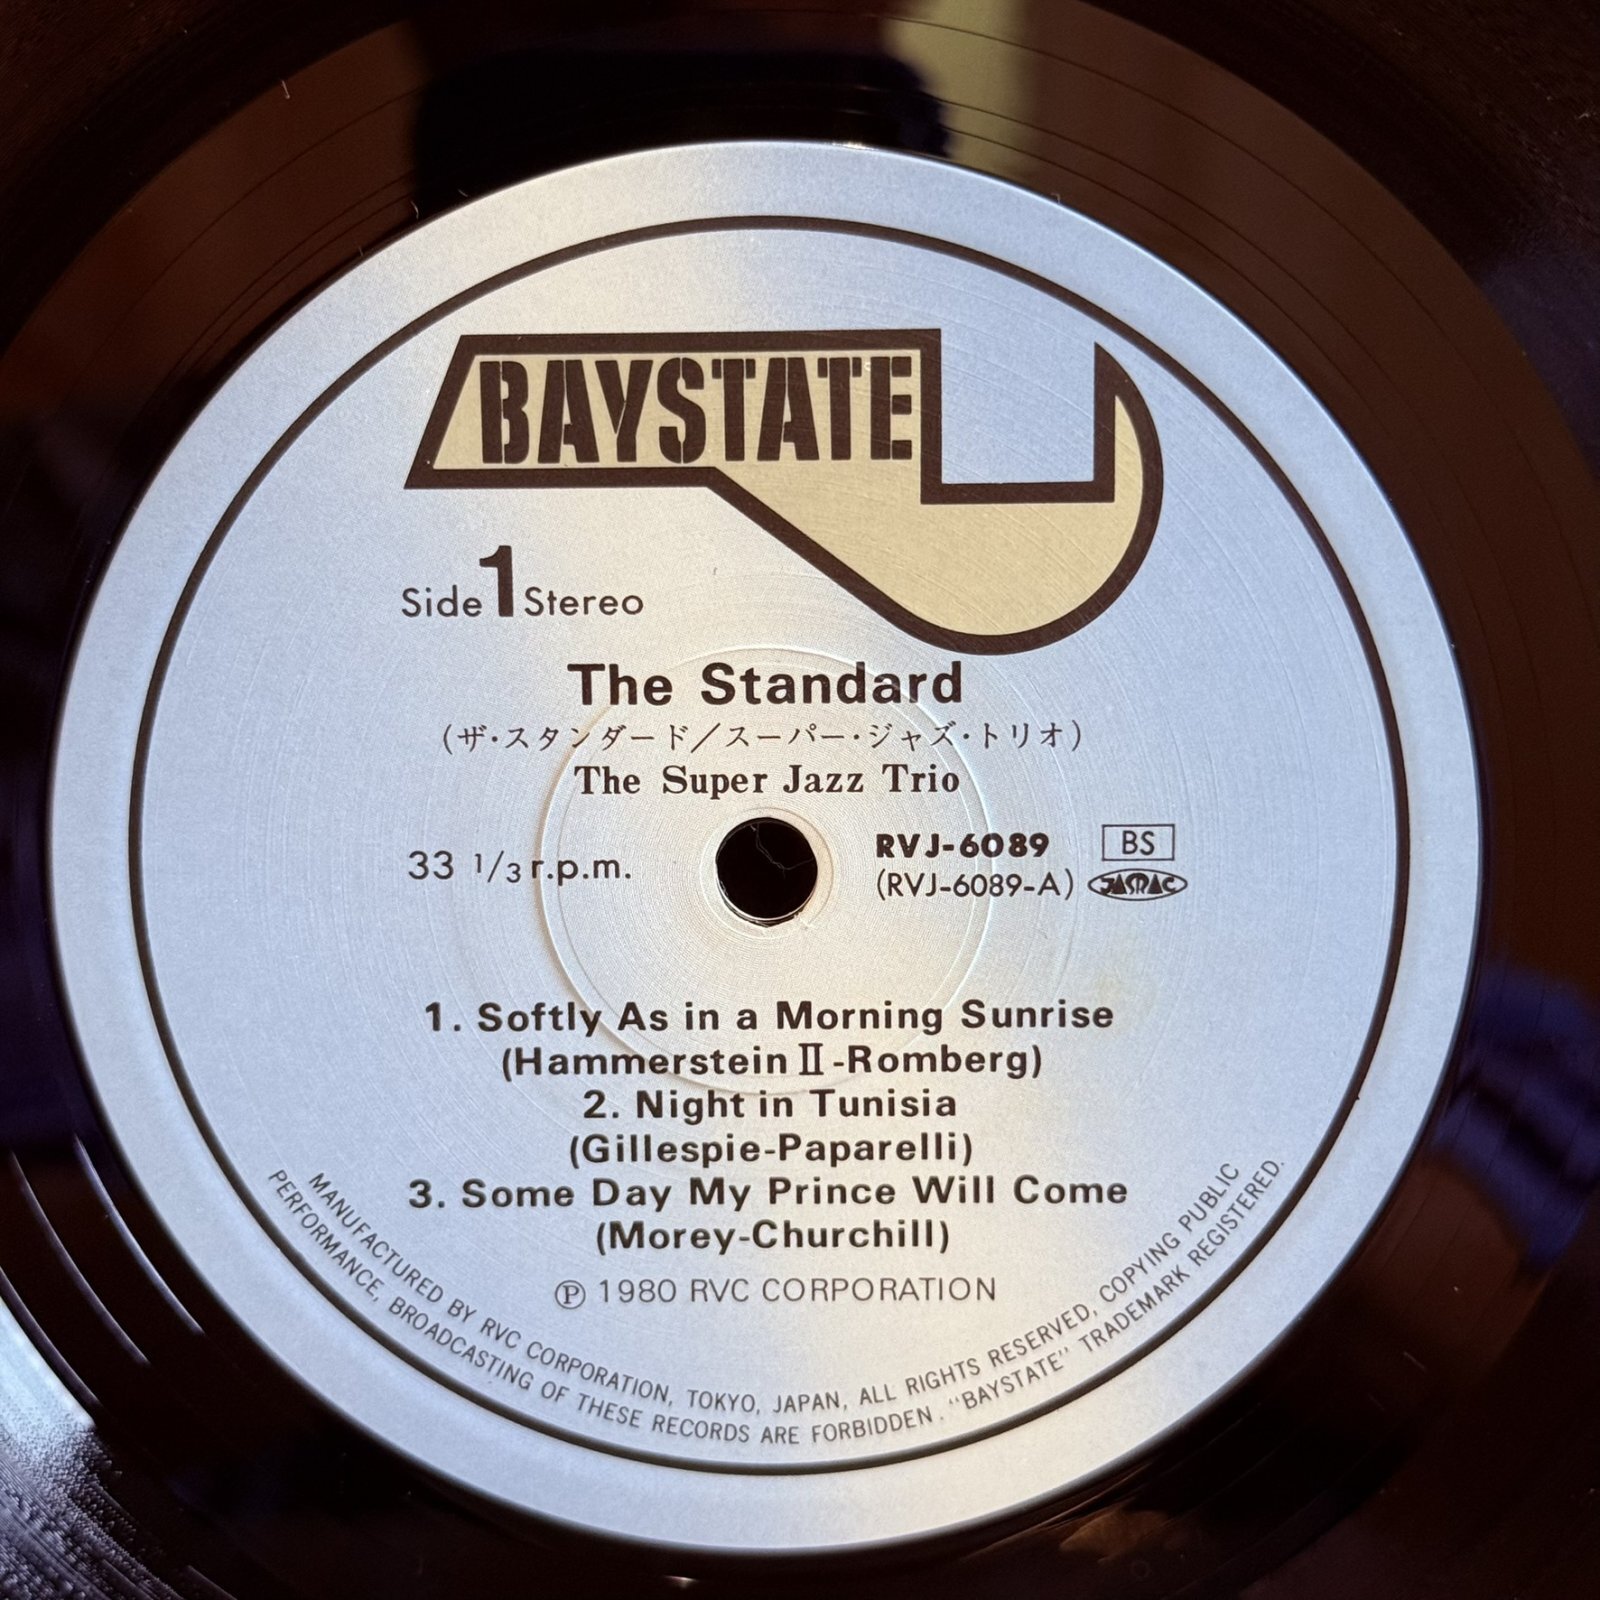 BAYSTATE
Side 1 Stereo
The Standard
(ザ・スタンダード／スーパー・ジャズ・トリオ)
The Super Jazz Trio
33 1/3 r.p.m.
RVJ-6089 BS
(RVJ-6089-A) JASRAC
1. Softly As in a Morning Sunrise
(Hammerstein Ⅱ-Romberg)
2. Night in Tunisia
(Gillespie-Paparelli)
3. Some Day My Prince Will Come
(Morey-Churchill)
Ⓟ 1980 RVC CORPORATION
MANUFACTURED BY RVC CORPORATION, TOKYO, JAPAN, ALL RIGHTS RESERVED, COPYING PUBLIC
PERFORMANCE, BROADCASTING OF THESE RECORDS ARE FORBIDDEN. "BAYSTATE" TRADEMARK REGISTERED.